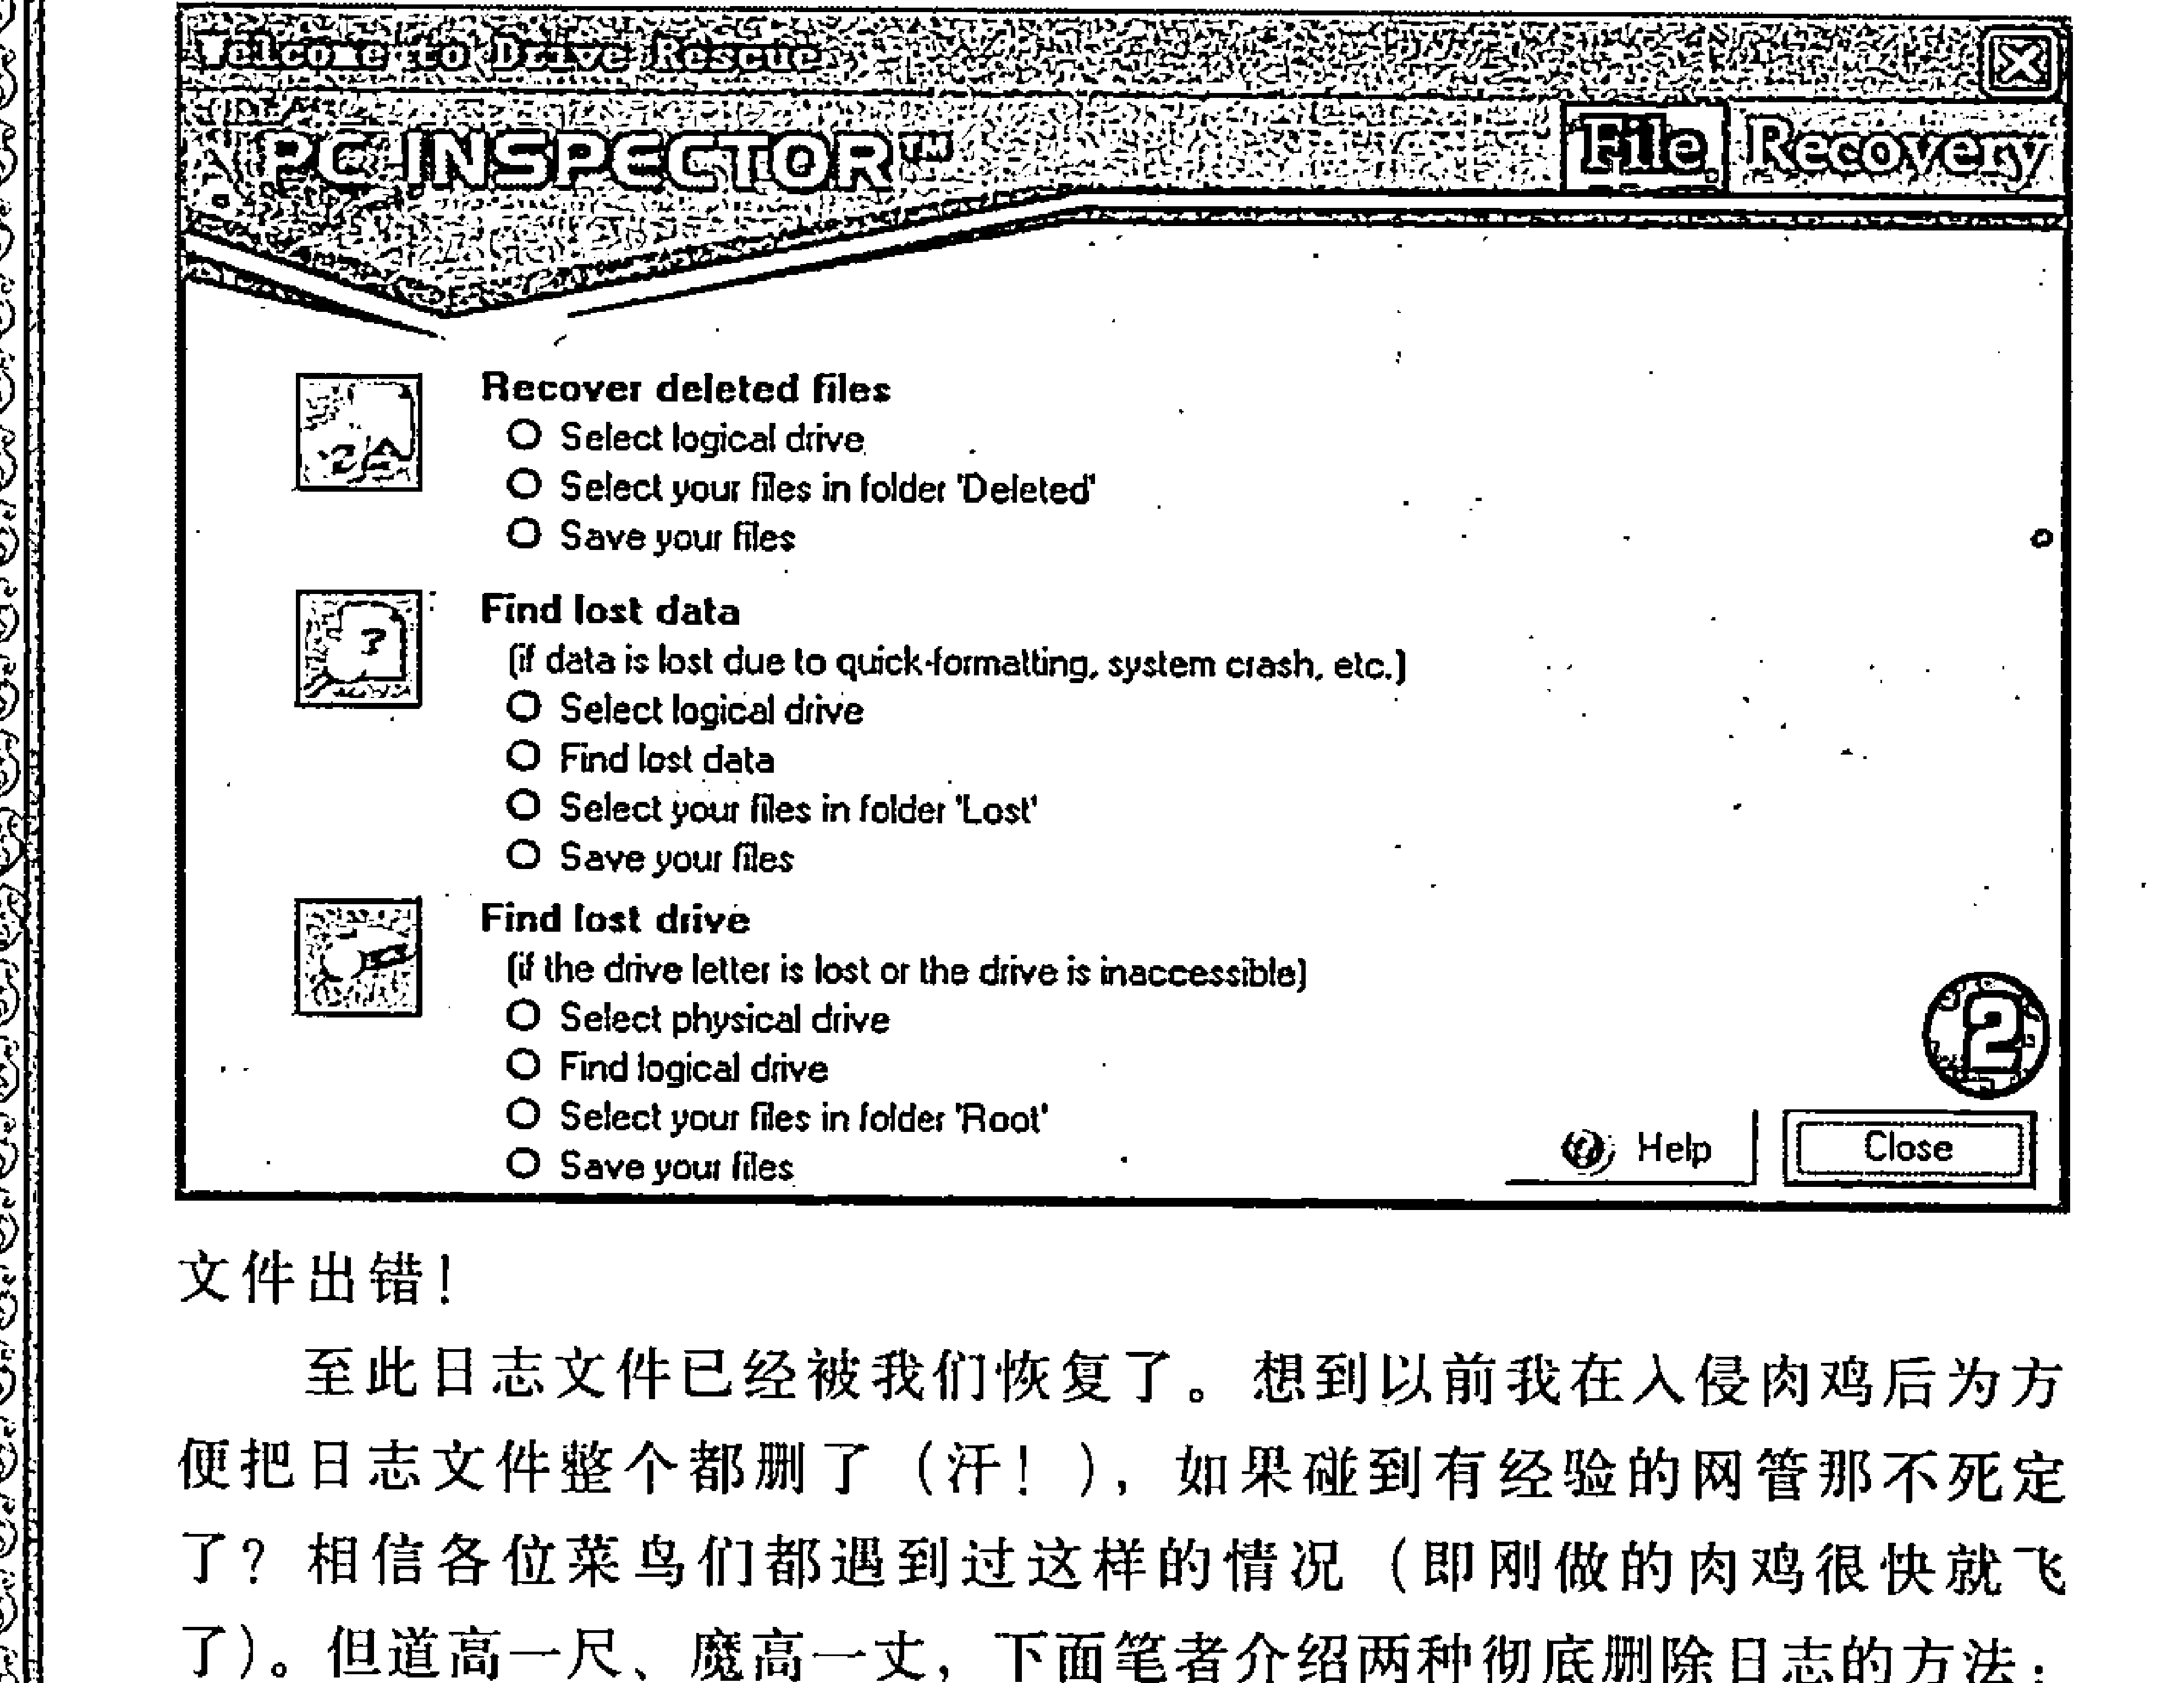 Welcome to Drive Rescue
PC INSPECTOR™
File Recovery
Recover deleted files
Select logical drive
Select your files in folder 'Deleted'
Save your files
Find lost data
(if data is lost due to quick-formatting, system crash, etc.)
Select logical drive
Find lost data
Select your files in folder 'Lost'
Save your files
Find lost drive
(if the drive letter is lost or the drive is inaccessible)
Select physical drive
Find logical drive
Select your files in folder 'Root'
Save your files
2
Help
Close
文件出错！
至此日志文件已经被我们恢复了。想到以前我在入侵肉鸡后为方
便把日志文件整个都删了（汗！），如果碰到有经验的网管那不死定
了？相信各位菜鸟们都遇到过这样的情况（即刚做的肉鸡很快就飞
了）。但道高一尺、魔高一丈，下面笔者介绍两种彻底删除日志的方法：